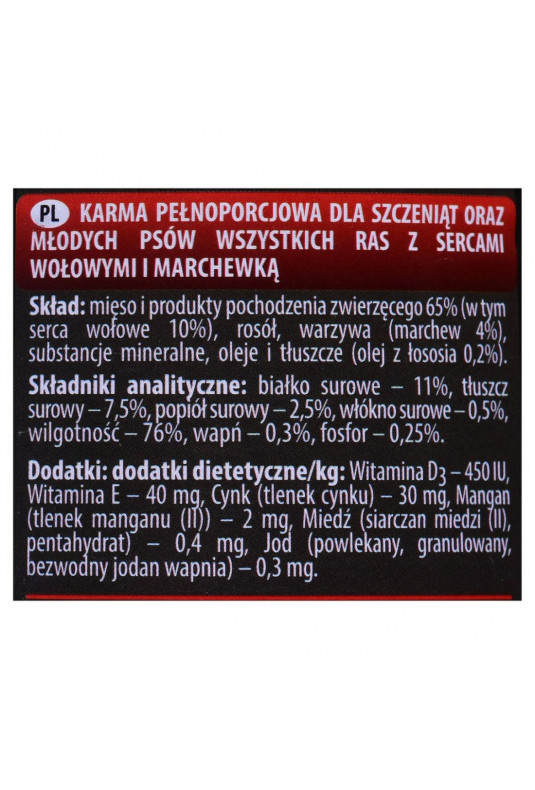 PL KARMA PEŁNOPORCJOWA DLA SZCZENIĄT ORAZ
MŁODYCH PSÓW WSZYSTKICH RAS Z SERCAMI
WOŁOWYMI I MARCHEWKĄ
Skład: mięso i produkty pochodzenia zwierzęcego 65% (w tym
serca wołowe 10%), rosół, warzywa (marchew 4%),
substancje mineralne, oleje i tłuszcze (olej z łososia 0,2%).
Składniki analityczne: białko surowe – 11%, tłuszcz
surowy – 7,5%, popiół surowy – 2,5%, włókno surowe – 0,5%,
wilgotność – 76%, wapń – 0,3%, fosfor – 0,25%.
Dodatki: dodatki dietetyczne/kg: Witamina D3 – 450 IU,
Witamina E – 40 mg, Cynk (tlenek cynku) – 30 mg, Mangan
(tlenek manganu (II)) – 2 mg, Miedź (siarczan miedzi (II),
pentahydrat) – 0,4 mg, Jod (powlekany, granulowany,
bezwodny jodan wapnia) – 0,3 mg.